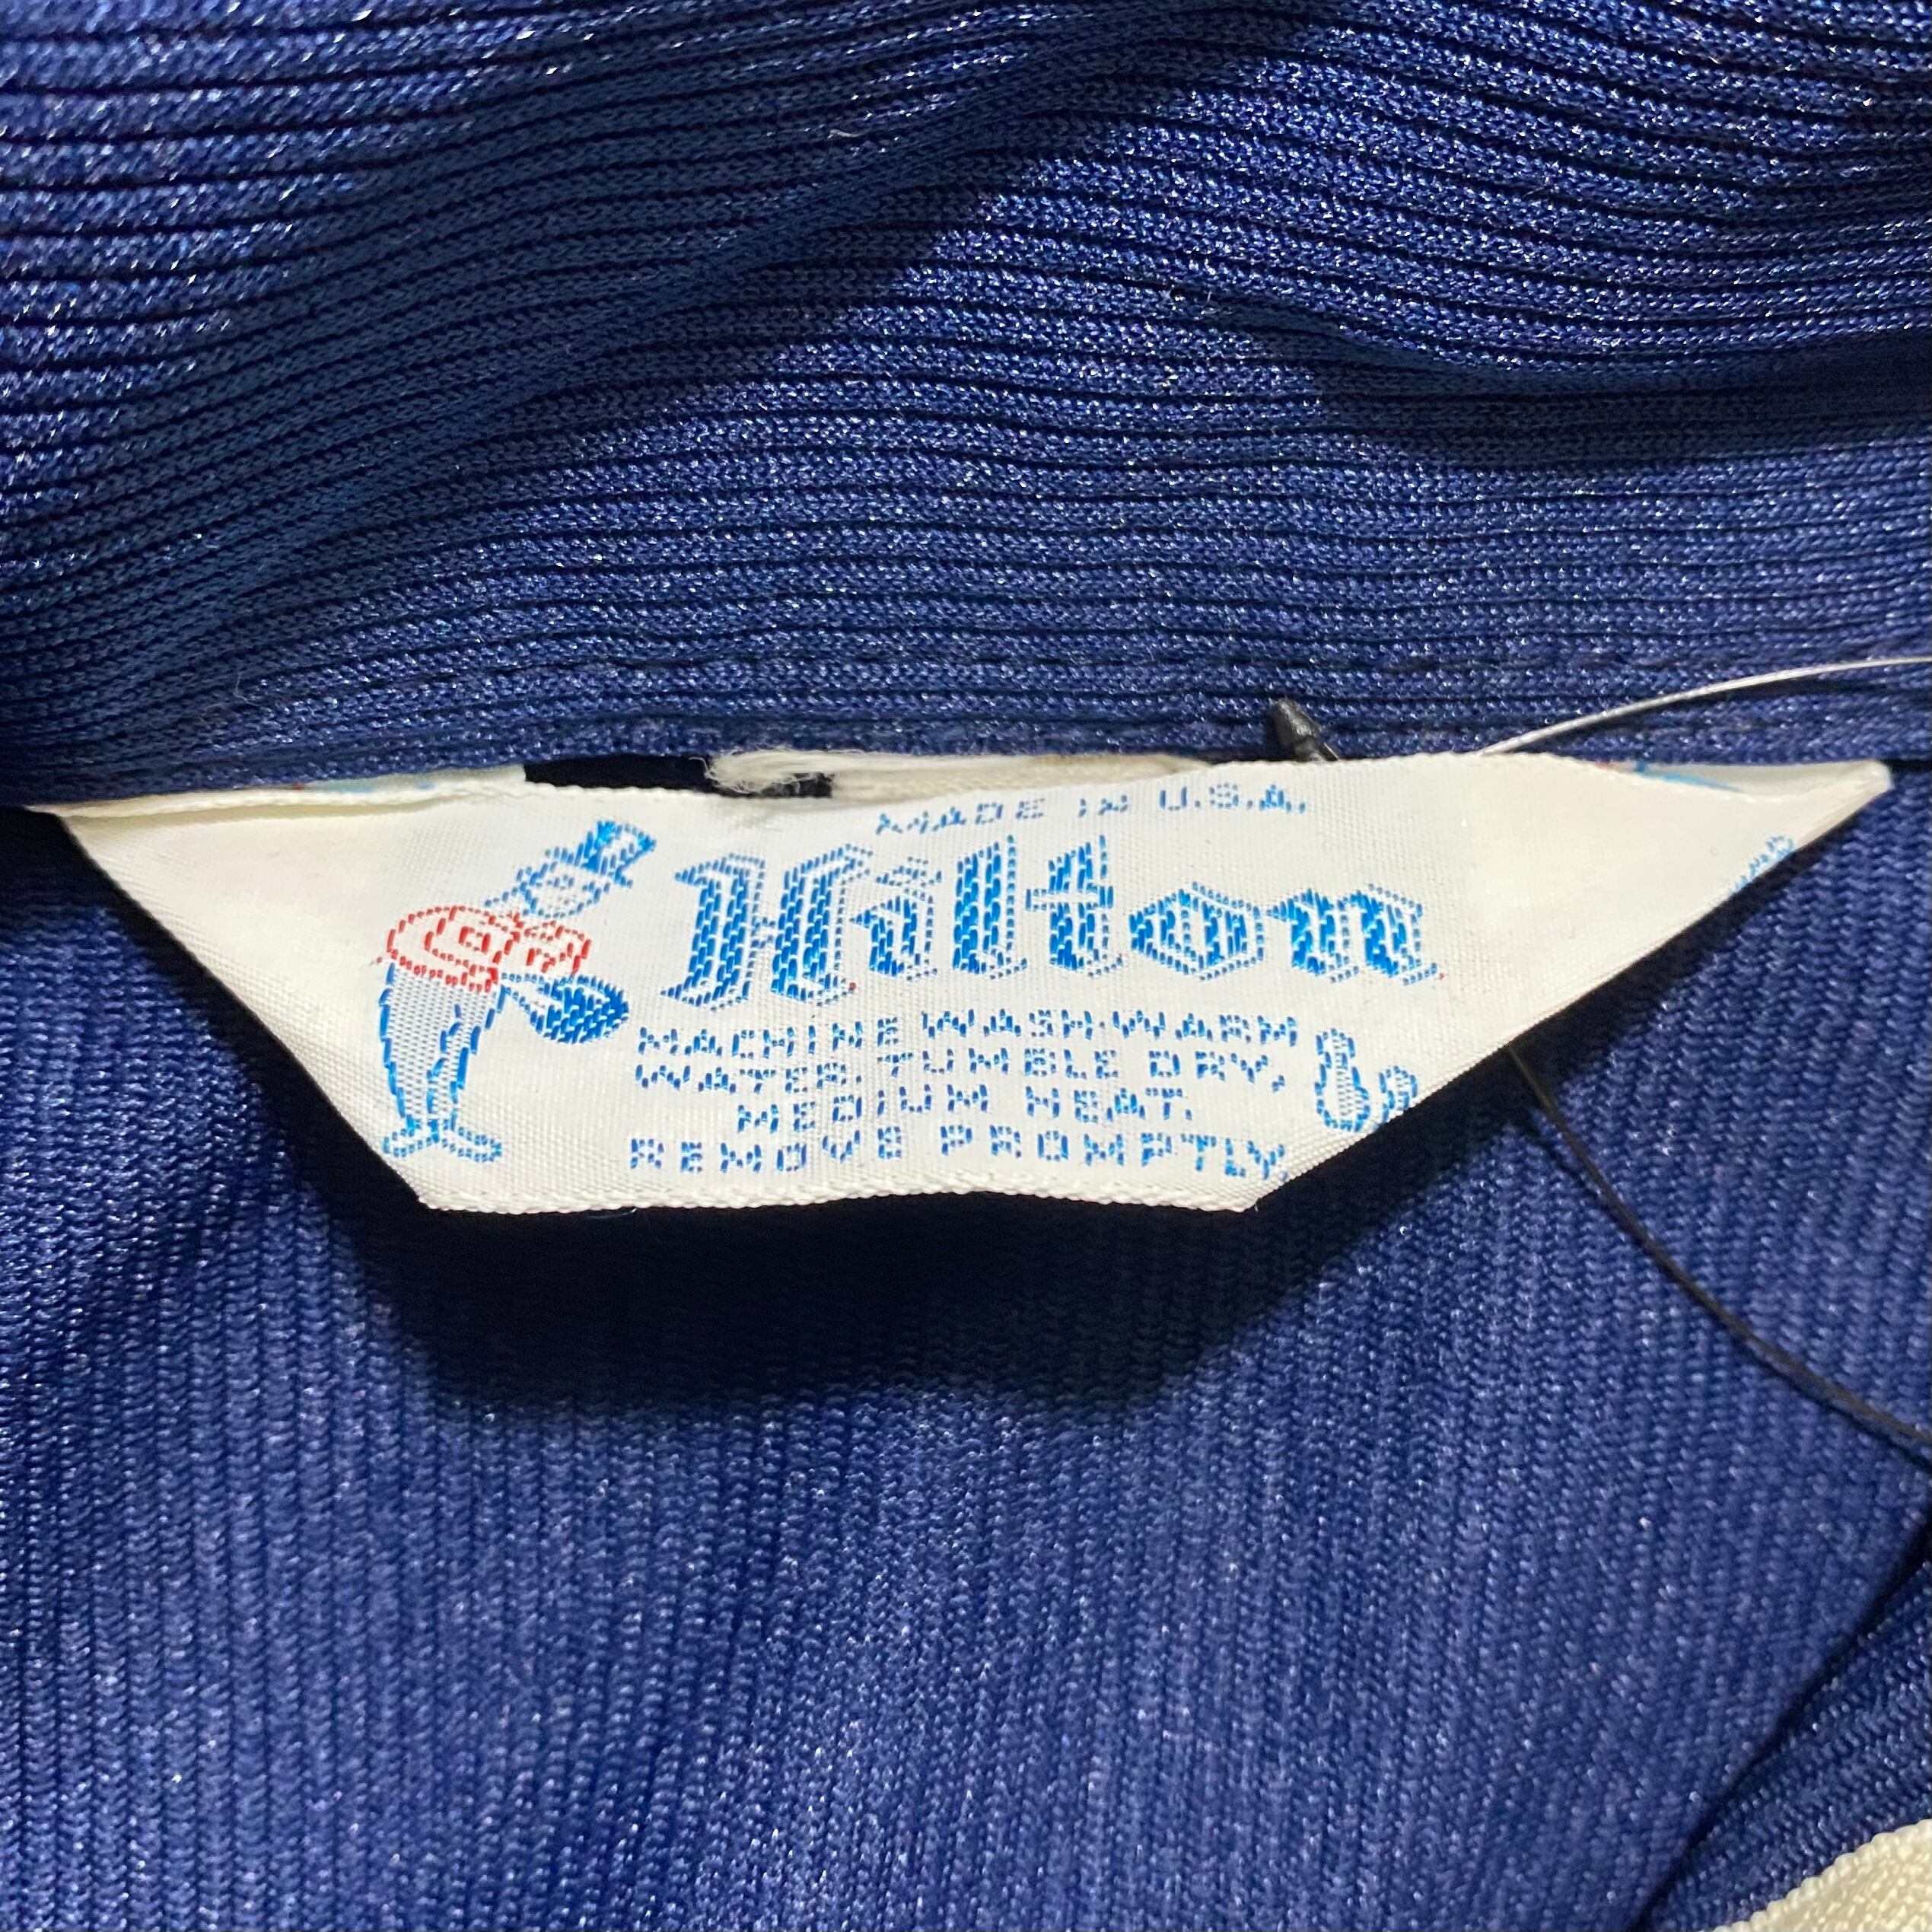 MADE IN U.S.A.
Hilton
MACHINE WASH-WARM
WATER, TUMBLE DRY,
MEDIUM HEAT.
REMOVE PROMPTLY.